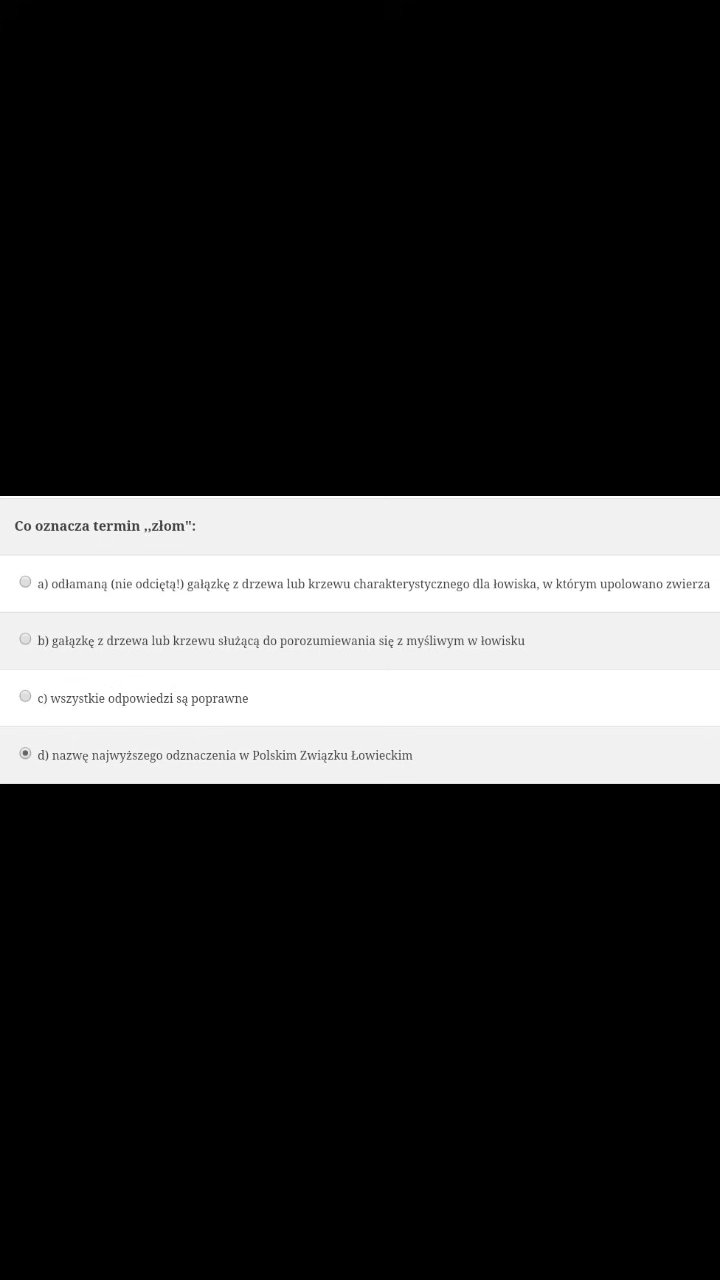 Co oznacza termin ,,złom":
a) odłamaną (nie odciętą!) gałązkę z drzewa lub krzewu charakterystycznego dla łowiska, w którym upolowano zwierza
b) gałązkę z drzewa lub krzewu służącą do porozumiewania się z myśliwym w łowisku
c) wszystkie odpowiedzi są poprawne
d) nazwę najwyższego odznaczenia w Polskim Związku Łowieckim